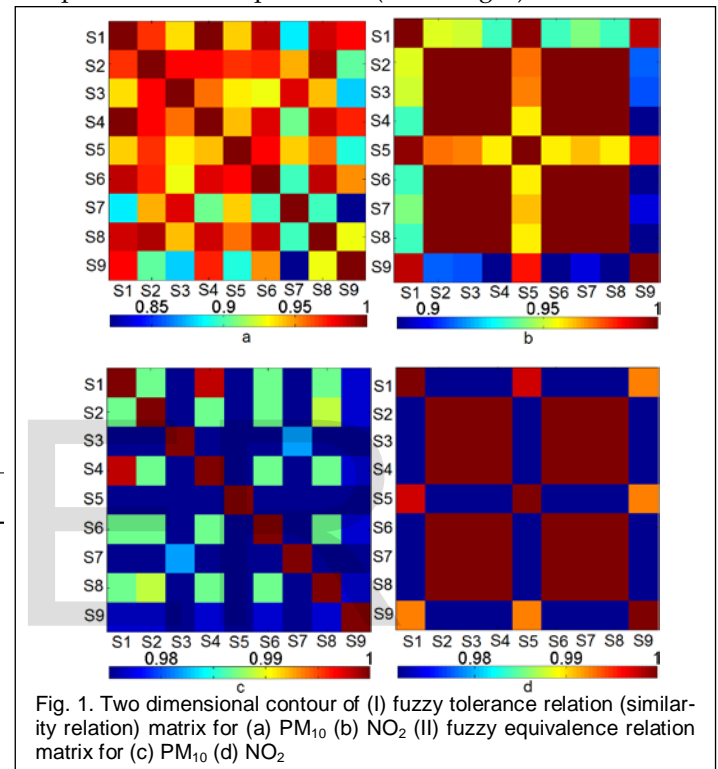 S1
S2
S3
S4
S5
S6
S7
S8
S9
S1 S2 S3 S4 S5 S6 S7 S8 S9
0.85 0.9 0.95 1
a
S1
S2
S3
S4
S5
S6
S7
S8
S9
S1 S2 S3 S4 S5 S6 S7 S8 S9
0.9 0.95 1
b
S1
S2
S3
S4
S5
S6
S7
S8
S9
S1 S2 S3 S4 S5 S6 S7 S8 S9
0.98 0.99 1
c
S1
S2
S3
S4
S5
S6
S7
S8
S9
S1 S2 S3 S4 S5 S6 S7 S8 S9
0.98 0.99 1
d
Fig. 1. Two dimensional contour of (I) fuzzy tolerance relation (similar-
ity relation) matrix for (a) PM₁₀ (b) NO₂ (II) fuzzy equivalence relation
matrix for (c) PM₁₀ (d) NO₂